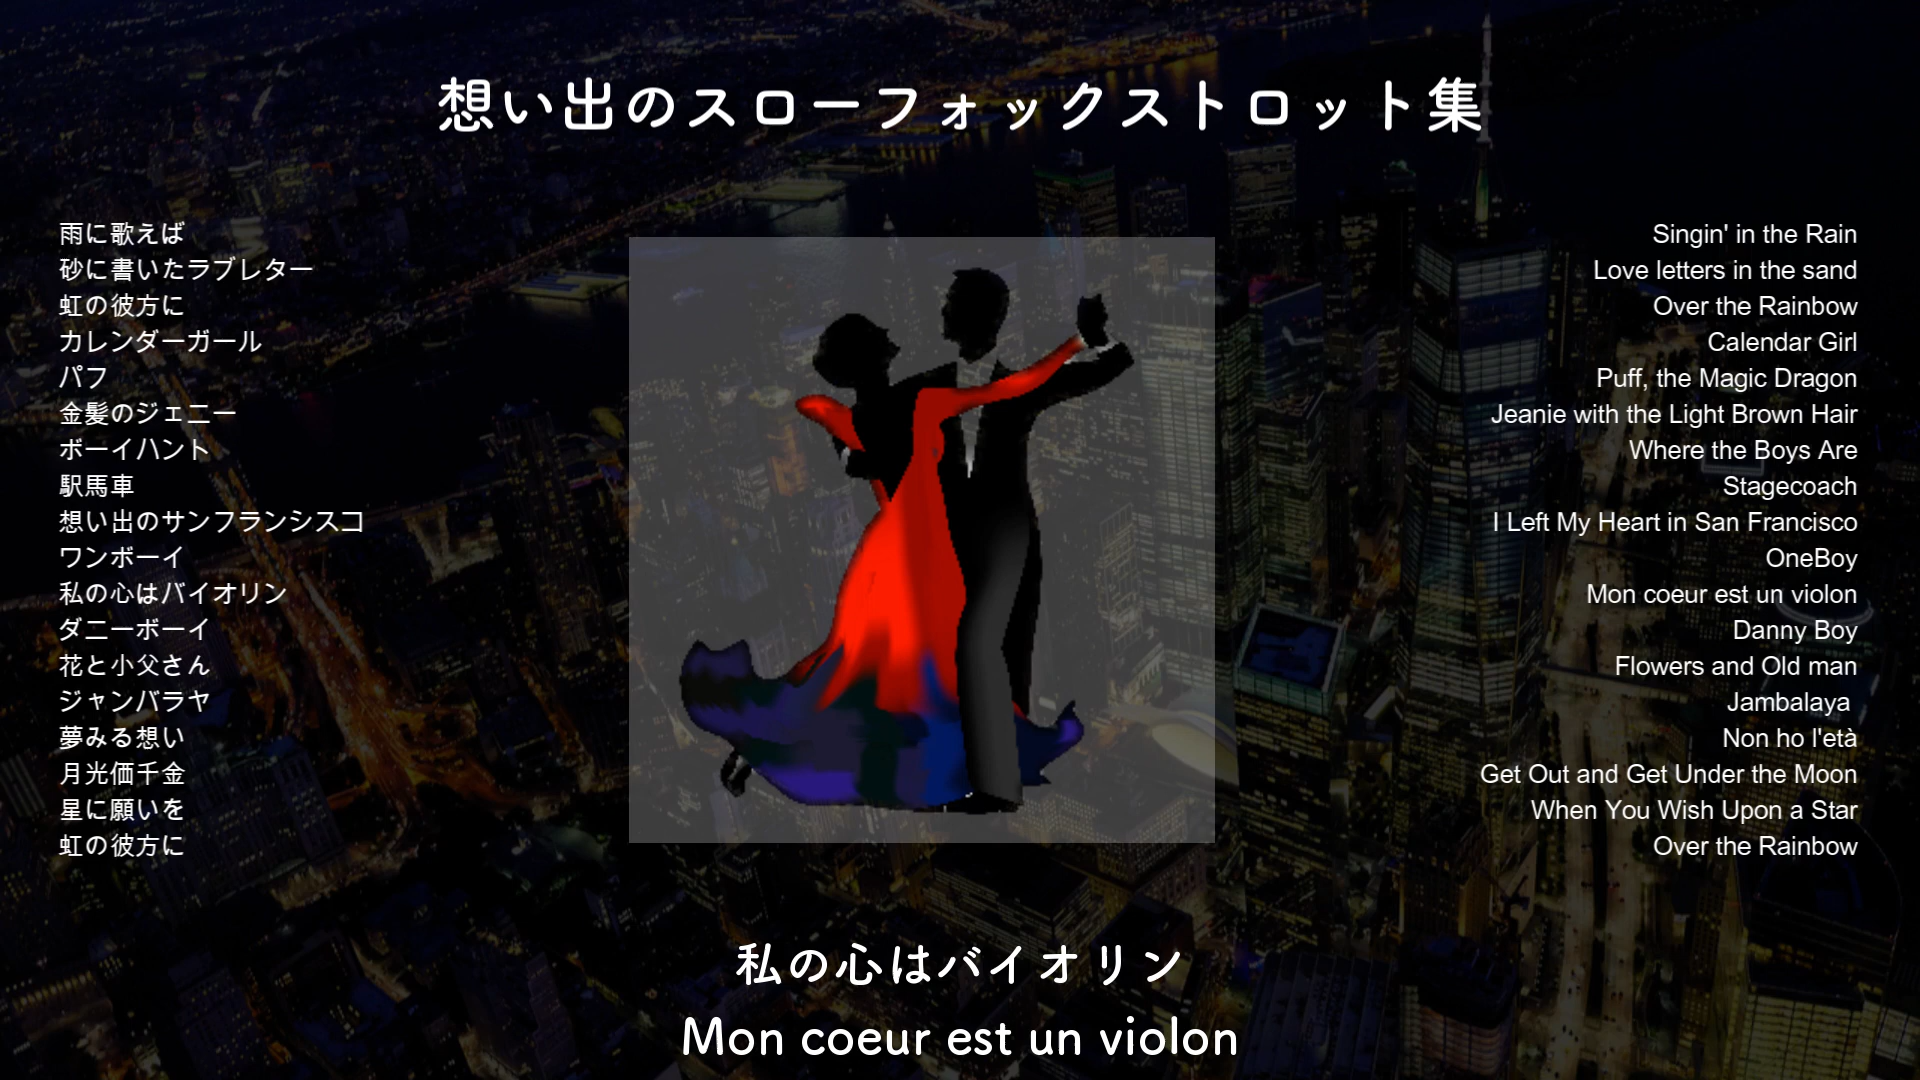 想い出のスローフォックストロット集
雨に歌えば
砂に書いたラブレター
虹の彼方に
カレンダーガール
パフ
金髪のジェニー
ボーイハント
駅馬車
想い出のサンフランシスコ
ワンボーイ
私の心はバイオリン
ダニーボーイ
花と小父さん
ジャンバラヤ
夢みる想い
月光価千金
星に願いを
虹の彼方に
Singin' in the Rain
Love letters in the sand
Over the Rainbow
Calendar Girl
Puff, the Magic Dragon
Jeanie with the Light Brown Hair
Where the Boys Are
Stagecoach
I Left My Heart in San Francisco
OneBoy
Mon coeur est un violon
Danny Boy
Flowers and Old man
Jambalaya
Non ho l'età
Get Out and Get Under the Moon
When You Wish Upon a Star
Over the Rainbow
私の心はバイオリン
Mon coeur est un violon